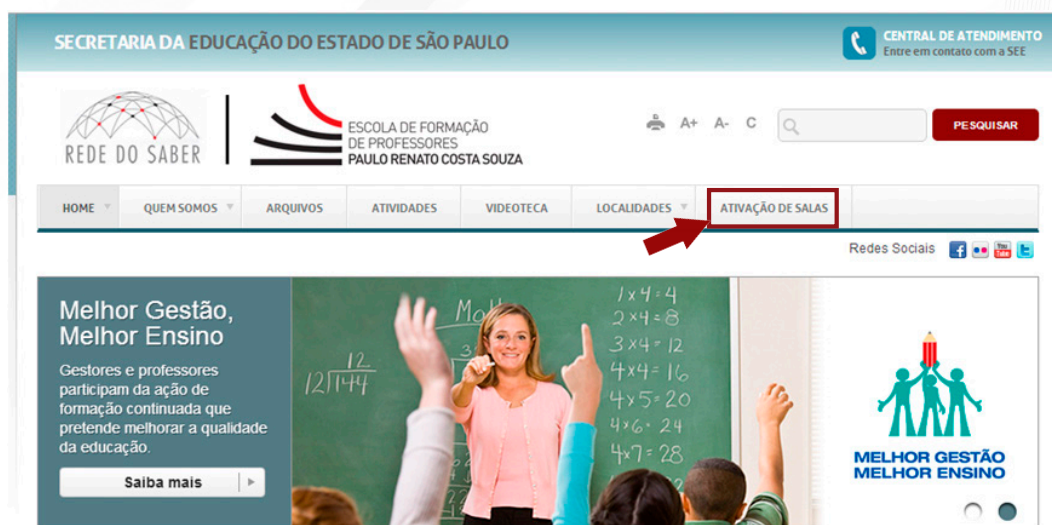 SECRETARIA DA EDUCAÇÃO DO ESTADO DE SÃO PAULO
CENTRAL DE ATENDIMENTO
Entre em contato com a SEE
REDE DO SABER
ESCOLA DE FORMAÇÃO
DE PROFESSORES
PAULO RENATO COSTA SOUZA
A+ A- C
PESQUISAR
HOME QUEM SOMOS ARQUIVOS ATIVIDADES VIDEOTECA LOCALIDADES ATIVAÇÃO DE SALAS
Redes Sociais
You
Tube
Melhor Gestão,
Melhor Ensino
Gestores e professores
participam da ação de
formação continuada que
pretende melhorar a qualidade
da educação.
Saiba mais
12
12 144
1x4=4
2x4=8
3x4=12
4x4=16
4x5=20
4x6=24
4x7=28
MELHOR GESTÃO
MELHOR ENSINO